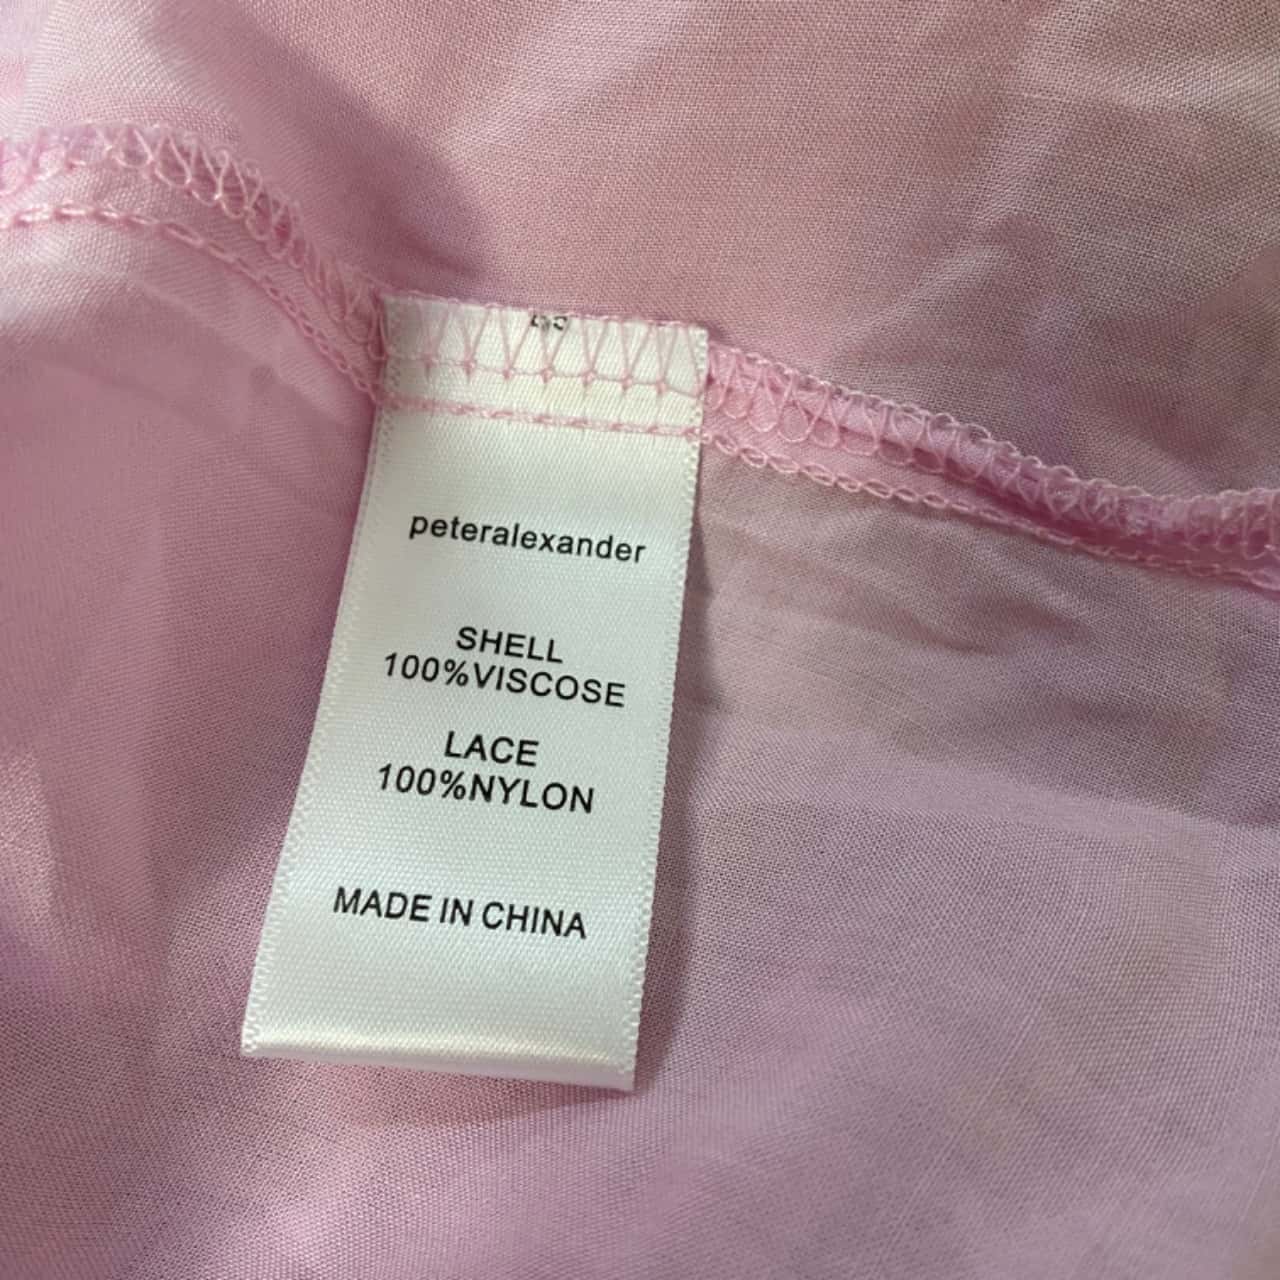 peteralexander
SHELL
100%VISCOSE
LACE
100%NYLON
MADE IN CHINA